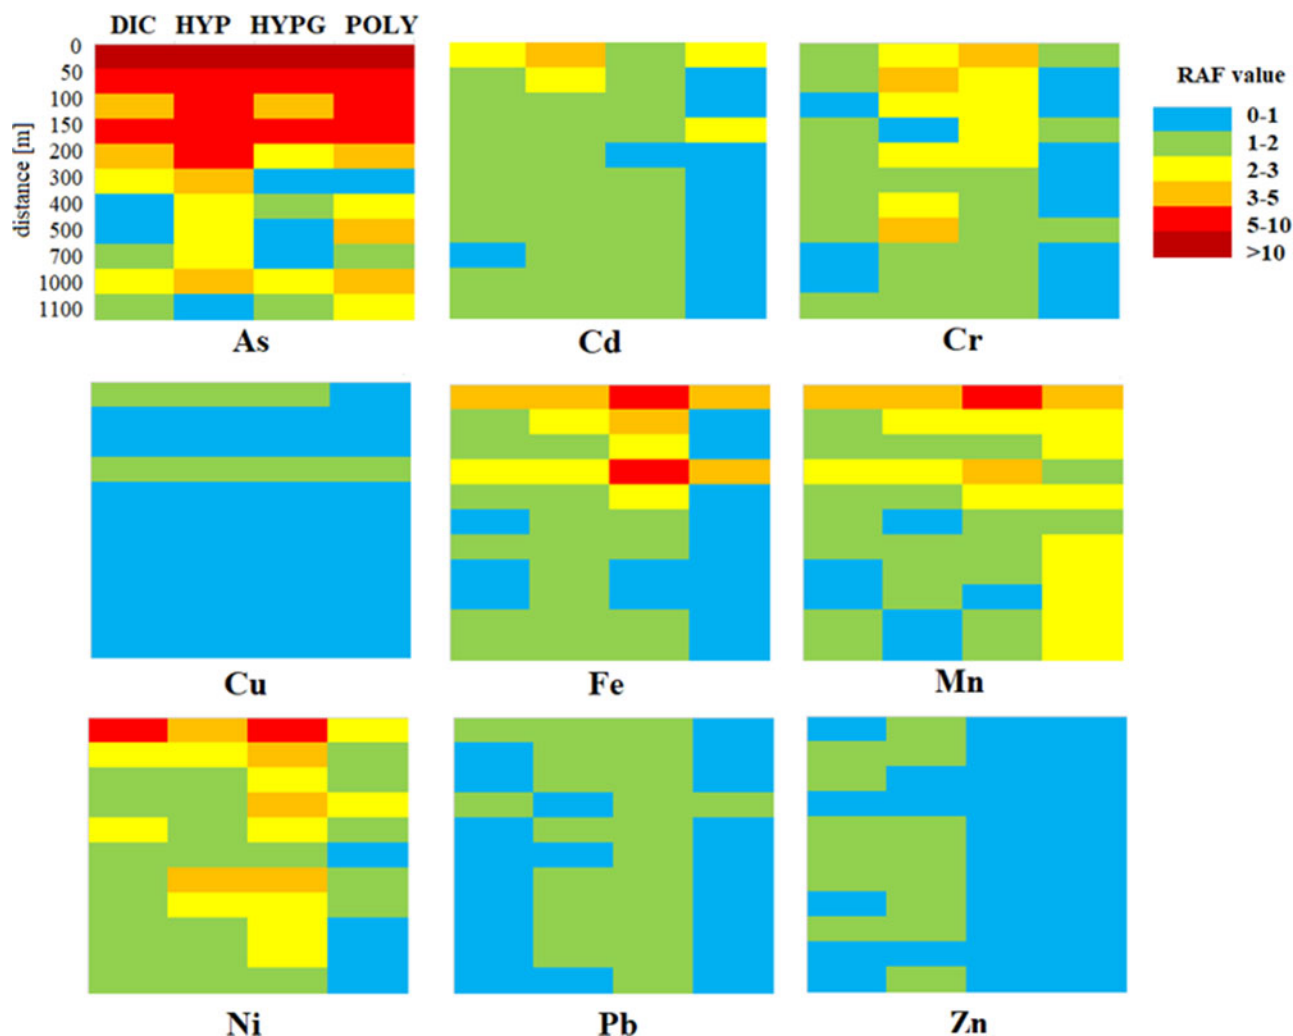 DIC HYP HYPG POLY
distance [m]
0
50
100
150
200
300
400
500
700
1000
1100
RAF value
0-1
1-2
2-3
3-5
5-10
>10
As
Cd
Cr
Cu
Fe
Mn
Ni
Pb
Zn